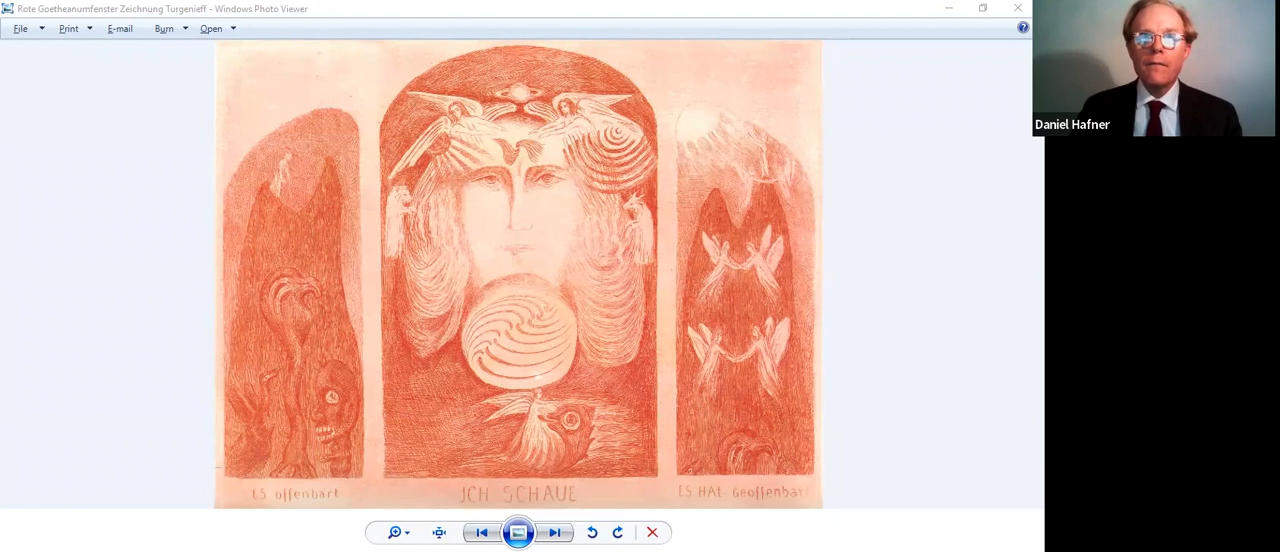 Rote Goetheanumfenster Zeichnung Turgenieff - Windows Photo Viewer
File Print E-mail Burn Open
Daniel Hafner
ES offenbart
JCH SCHAUE
ES HAt Geoffenbart